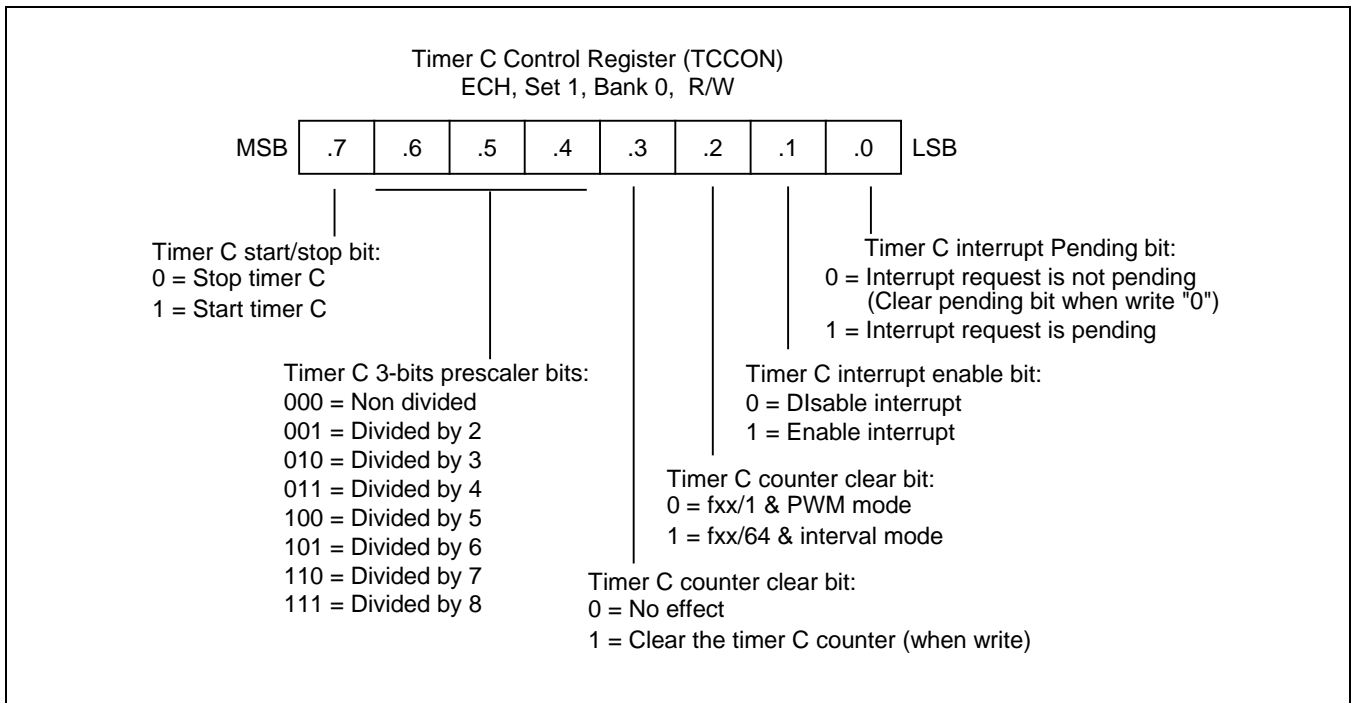 Timer C Control Register (TCCON)
ECH, Set 1, Bank 0, R/W
MSB .7 .6 .5 .4 .3 .2 .1 .0 LSB
Timer C start/stop bit:
0 = Stop timer C
1 = Start timer C
Timer C interrupt Pending bit:
0 = Interrupt request is not pending
(Clear pending bit when write "0")
1 = Interrupt request is pending
Timer C 3-bits prescaler bits:
000 = Non divided
001 = Divided by 2
010 = Divided by 3
011 = Divided by 4
100 = Divided by 5
101 = Divided by 6
110 = Divided by 7
111 = Divided by 8
Timer C interrupt enable bit:
0 = DIsable interrupt
1 = Enable interrupt
Timer C counter clear bit:
0 = fxx/1 & PWM mode
1 = fxx/64 & interval mode
Timer C counter clear bit:
0 = No effect
1 = Clear the timer C counter (when write)